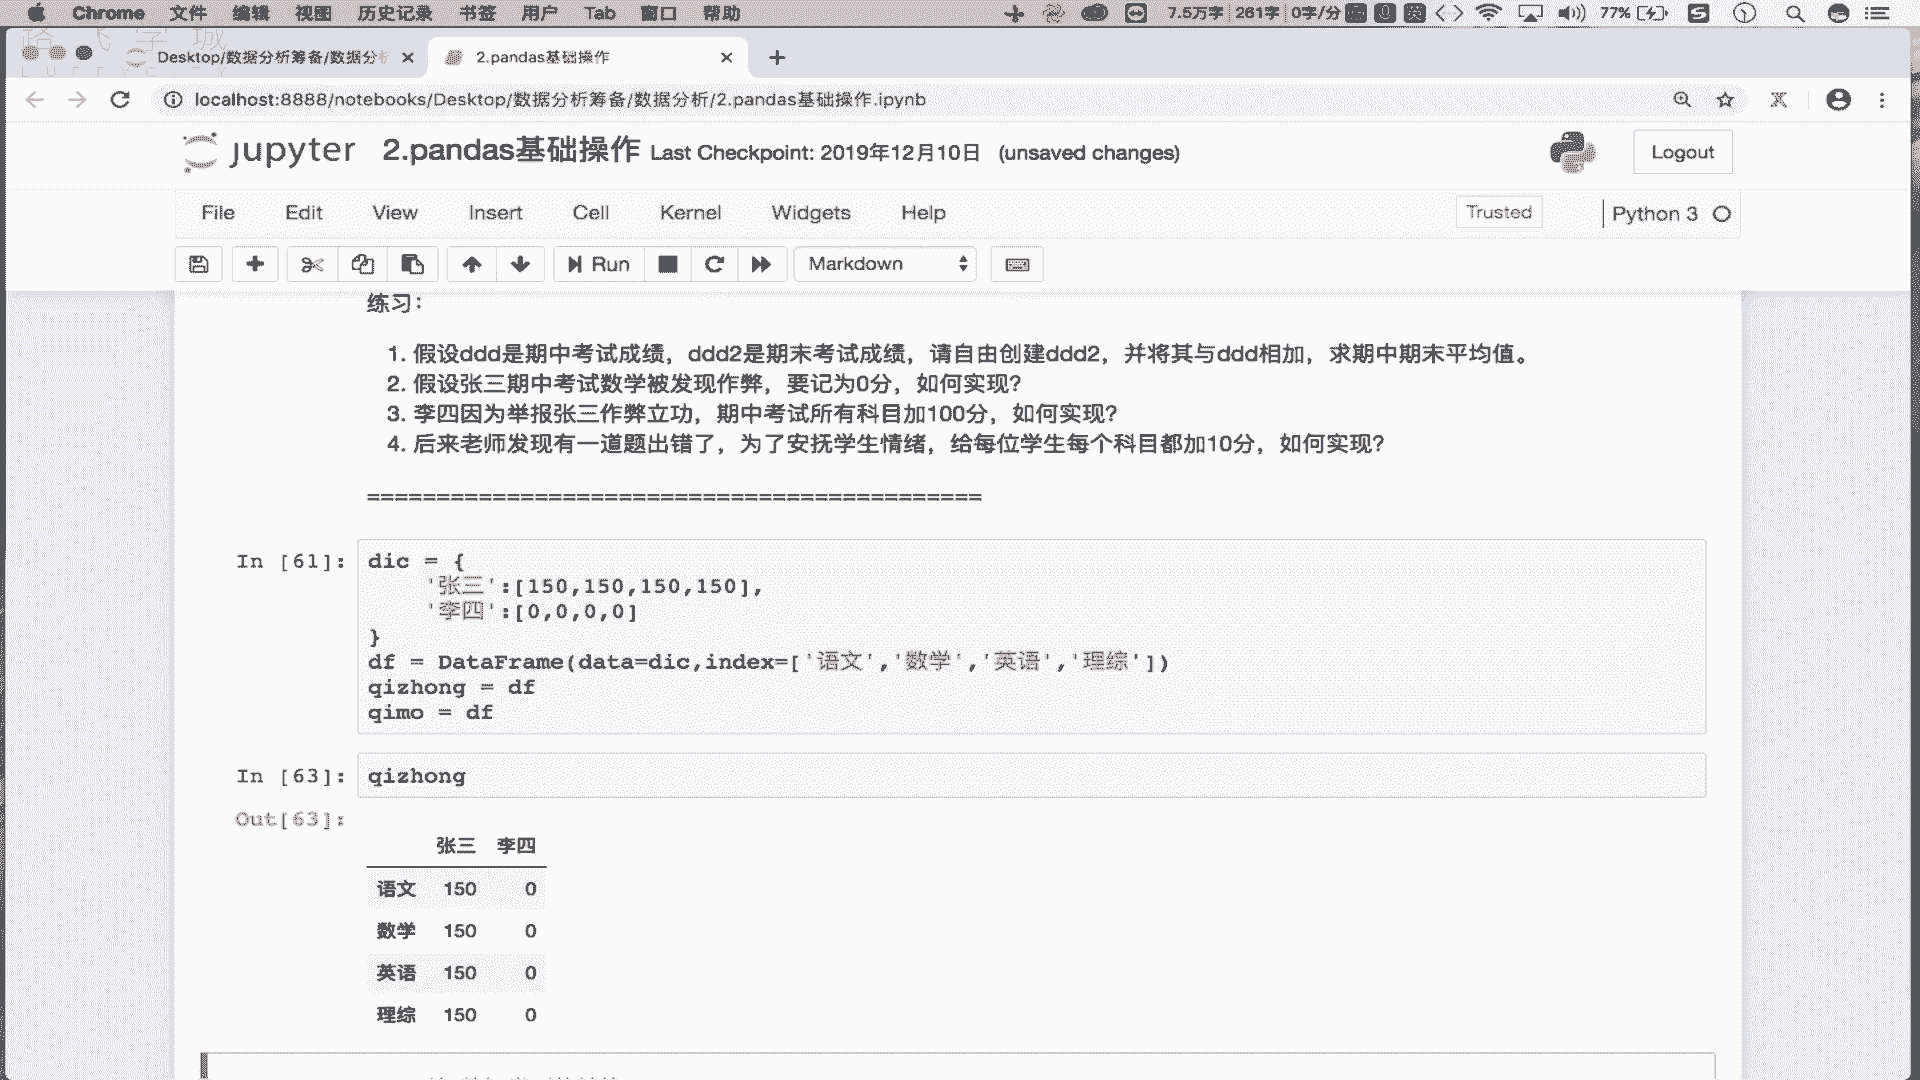 Chrome 文件 编辑 视图 历史记录 书签 用户 Tab 窗口 帮助 7.5万字 261字 0字/分 英 77%
路飞学城
Desktop/数据分析筹备/数据分析 2.pandas基础操作
localhost:8888/notebooks/Desktop/数据分析筹备/数据分析/2.pandas基础操作.ipynb
jupyter 2.pandas基础操作 Last Checkpoint: 2019年12月10日 (unsaved changes) Logout
File Edit View Insert Cell Kernel Widgets Help Trusted Python 3
Run Markdown
练习：
1. 假设ddd是期中考试成绩，ddd2是期末考试成绩，请自由创建ddd2，并将其与ddd相加，求期中期末平均值。
2. 假设张三期中考试数学被发现作弊，要记为0分，如何实现？
3. 李四因为举报张三作弊立功，期中考试所有科目加100分，如何实现？
4. 后来老师发现有一道题出错了，为了安抚学生情绪，给每位学生每个科目都加10分，如何实现？
============================================
In [61]: dic = {
'张三':[150,150,150,150],
'李四':[0,0,0,0]
}
df = DataFrame(data=dic,index=['语文','数学','英语','理综'])
qizhong = df
qimo = df
In [63]: qizhong
Out[63]:
张三 李四
语文 150 0
数学 150 0
英语 150 0
理综 150 0